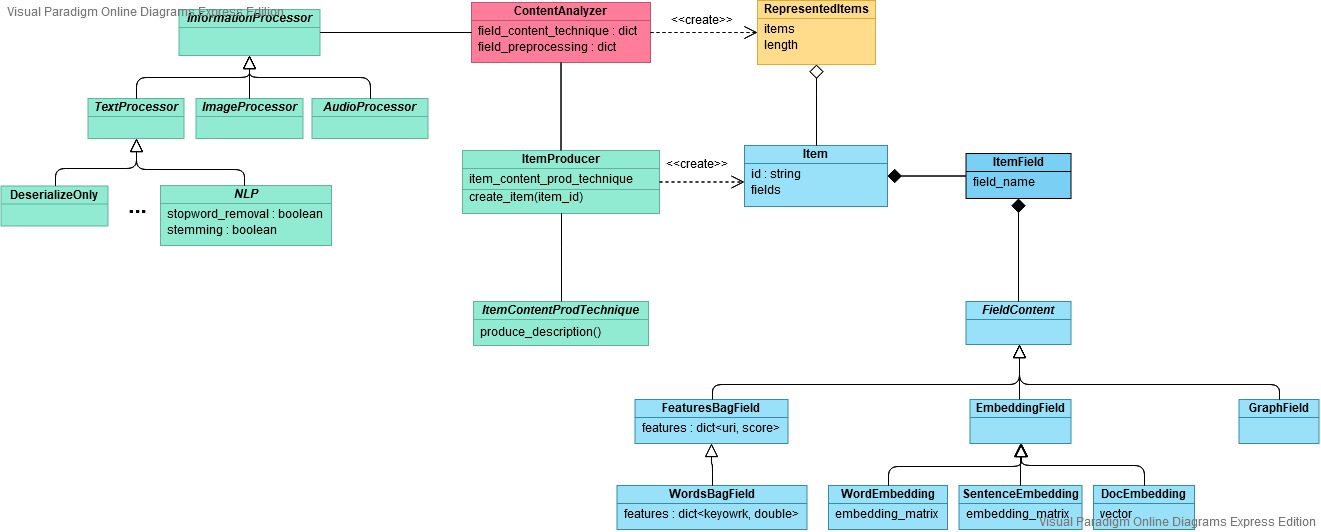 Visual Paradigm Online Diagrams Express Edition
InformationProcessor
ContentAnalyzer
field_content_technique : dict
field_preprocessing : dict
<<create>>
RepresentedItems
items
length
TextProcessor
ImageProcessor
AudioProcessor
ItemProducer
item_content_prod_technique
create_item(item_id)
<<create>>
Item
id : string
fields
ItemField
field_name
DeserializeOnly
...
NLP
stopword_removal : boolean
stemming : boolean
ItemContentProdTechnique
produce_description()
FieldContent
FeaturesBagField
features : dict<uri, score>
EmbeddingField
GraphField
WordsBagField
features : dict<keyowrk, double>
WordEmbedding
embedding_matrix
SentenceEmbedding
embedding_matrix
DocEmbedding
vector
Visual Paradigm Online Diagrams Express Edition